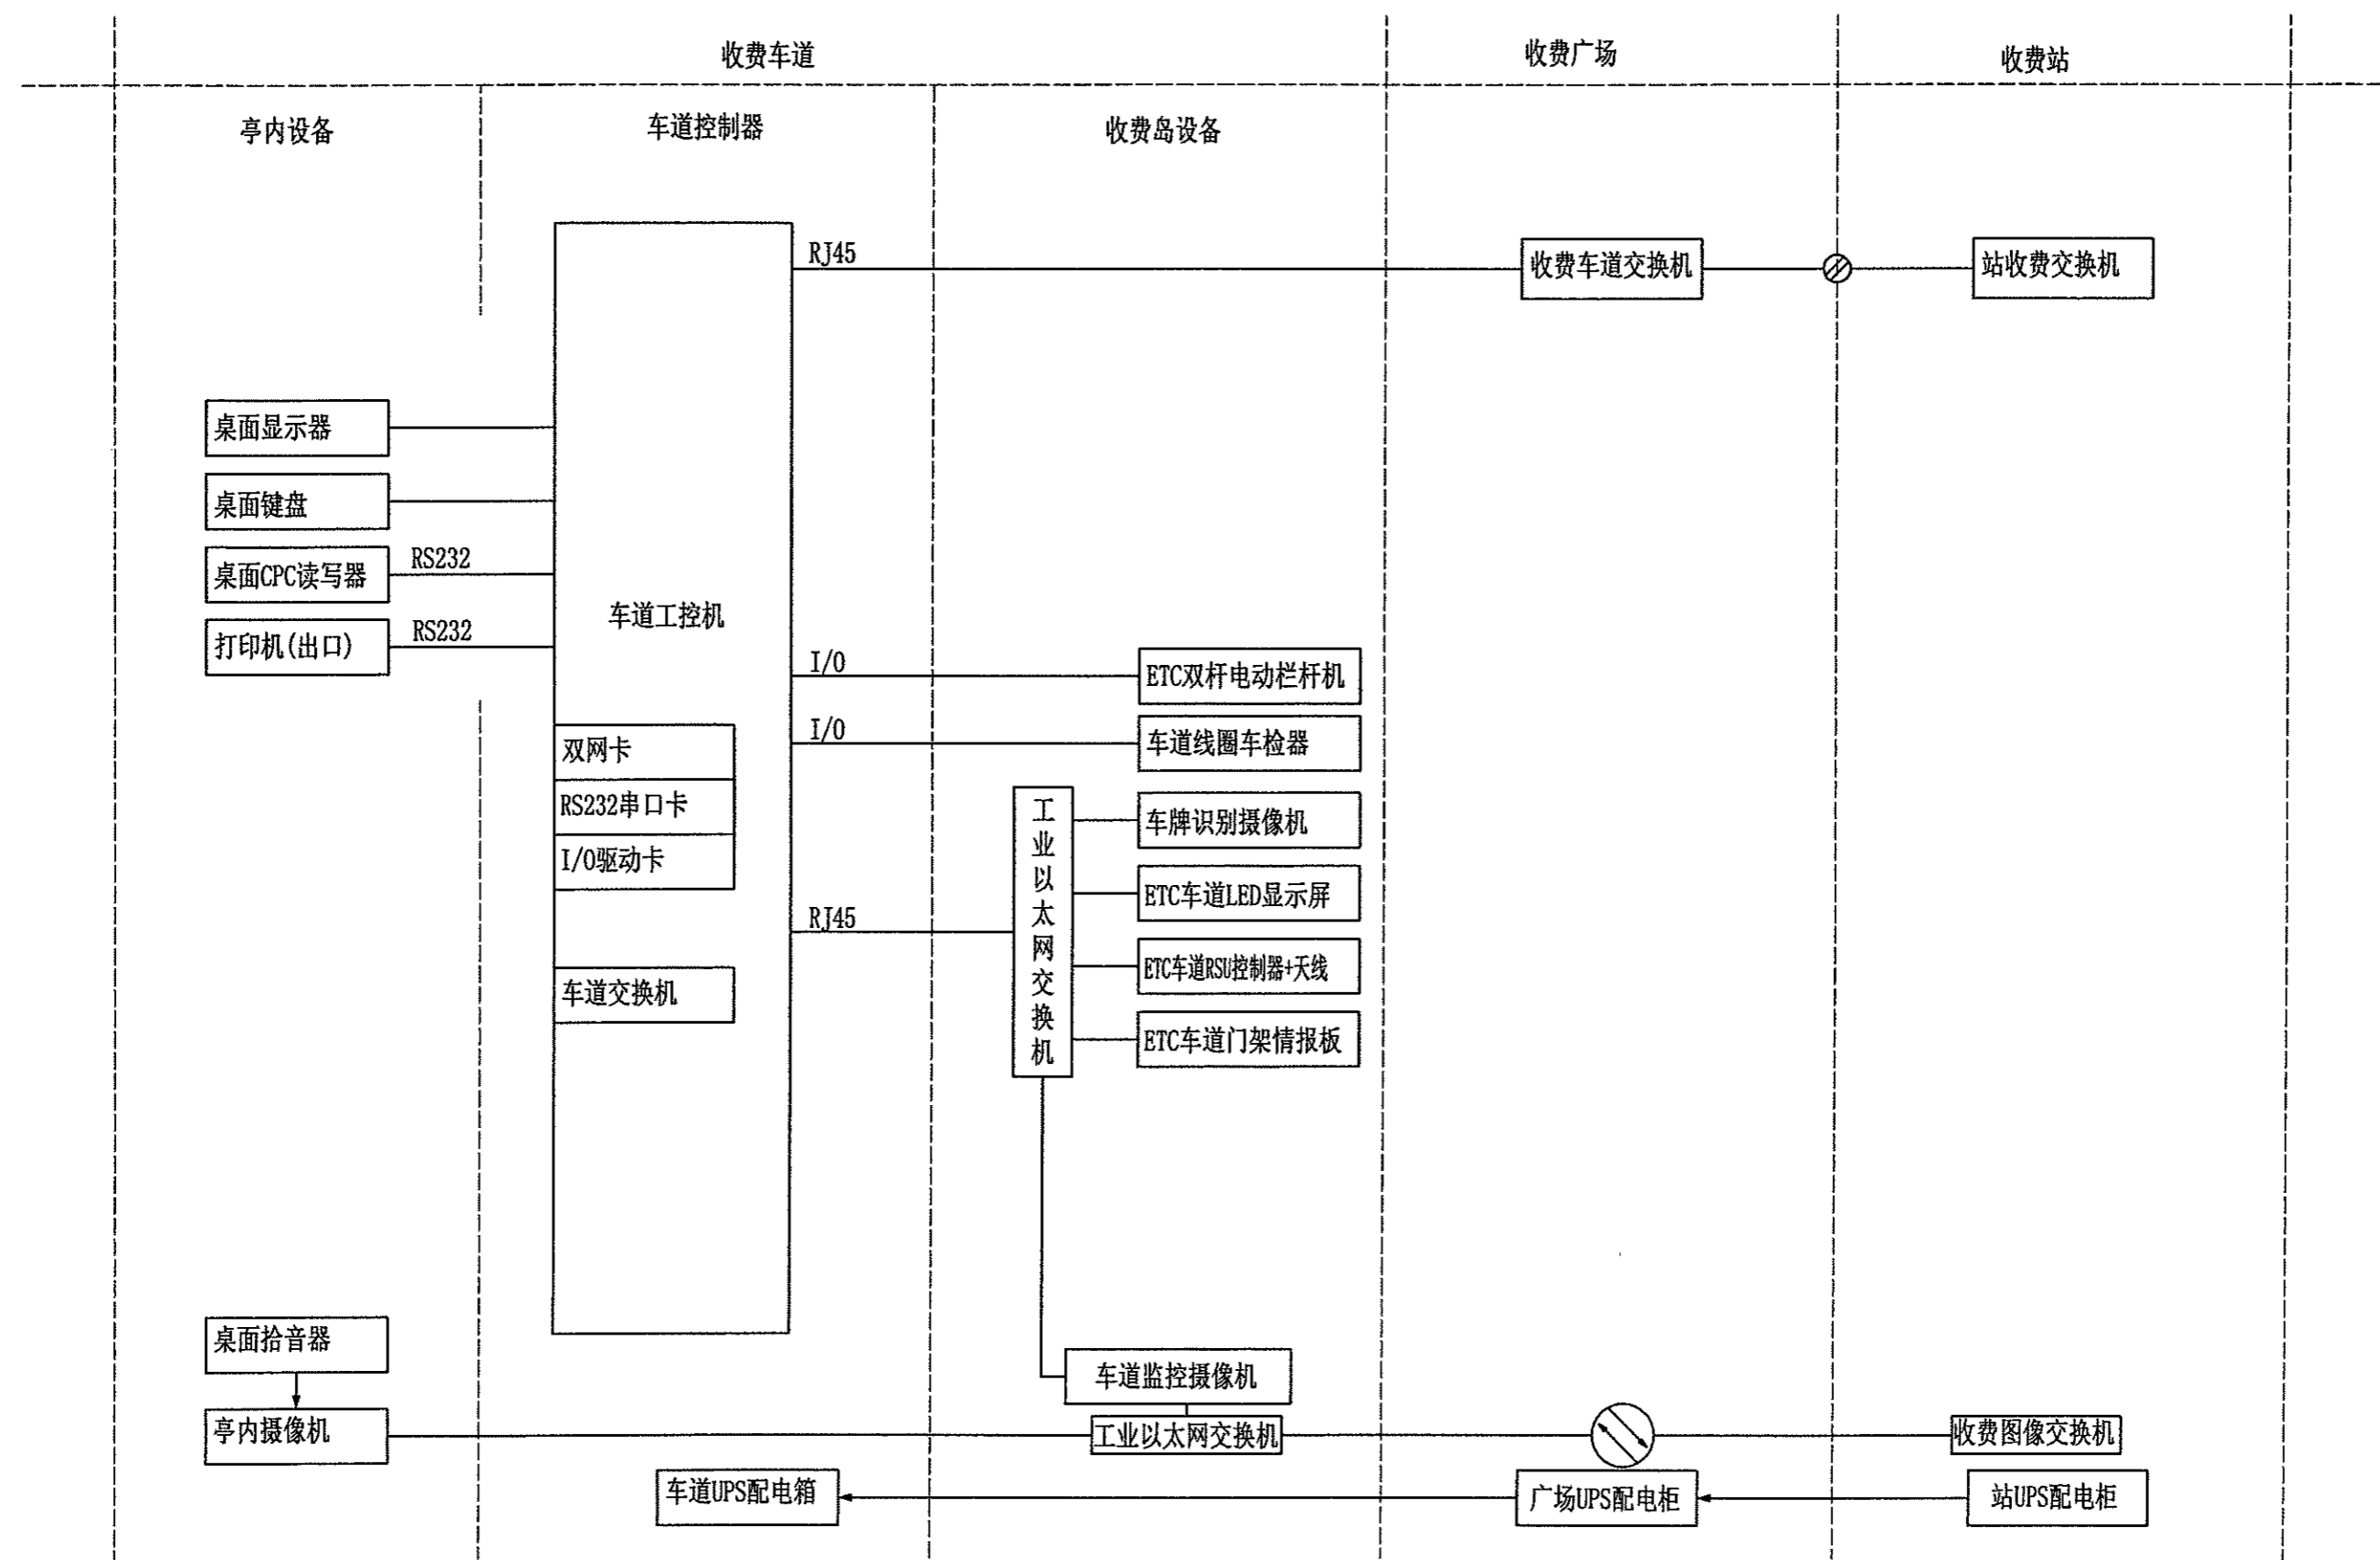 收费车道
收费广场
收费站
亭内设备
车道控制器
收费岛设备
RJ45
收费车道交换机
站收费交换机
桌面显示器
桌面键盘
桌面CPC读写器
RS232
打印机(出口)
RS232
车道工控机
I/O
ETC双杆电动栏杆机
I/O
车道线圈车检器
双网卡
RS232串口卡
I/O驱动卡
车道交换机
RJ45
工业以太网交换机
车牌识别摄像机
ETC车道LED显示屏
ETC车道RSU控制器+天线
ETC车道门架情报板
桌面拾音器
亭内摄像机
车道监控摄像机
工业以太网交换机
收费图像交换机
车道UPS配电箱
广场UPS配电柜
站UPS配电柜